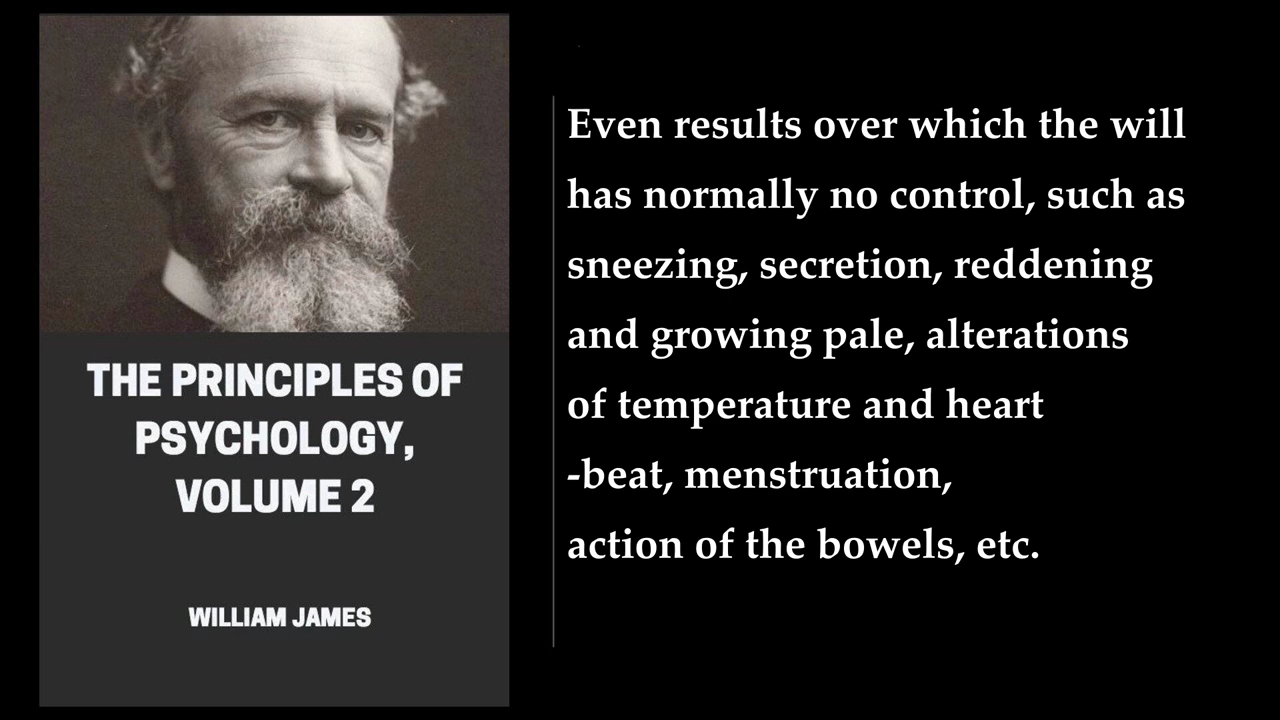 THE PRINCIPLES OF
PSYCHOLOGY,
VOLUME 2
WILLIAM JAMES
Even results over which the will
has normally no control, such as
sneezing, secretion, reddening
and growing pale, alterations
of temperature and heart
-beat, menstruation,
action of the bowels, etc.